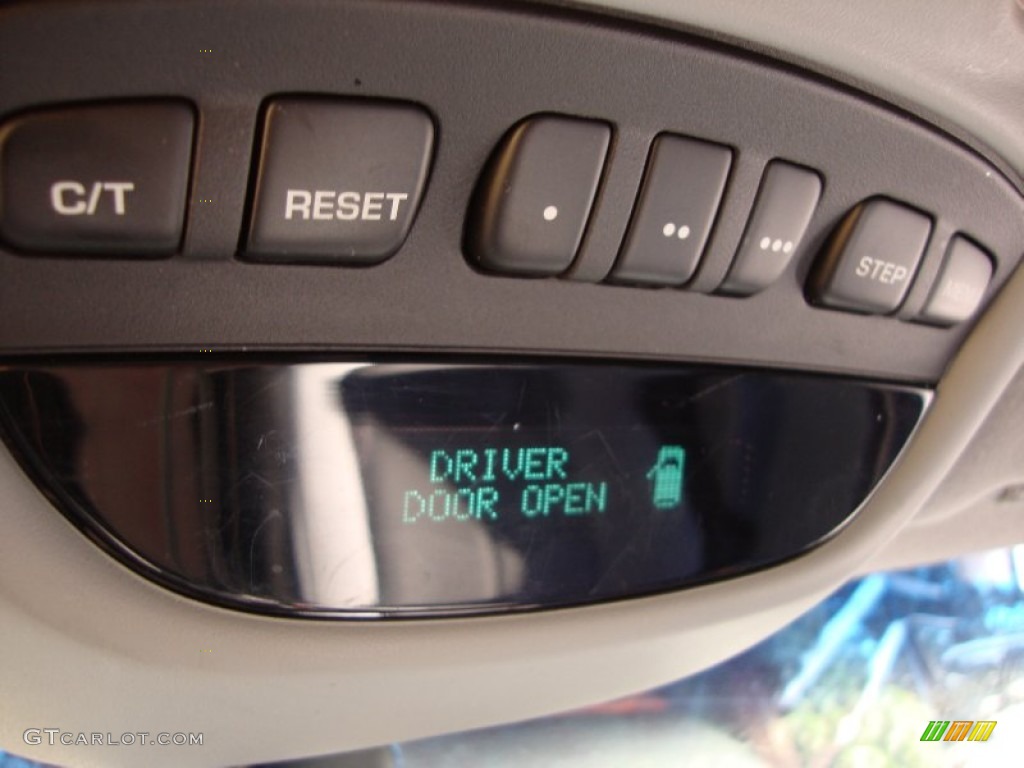 C/T RESET • •• ••• STEP
DRIVER
DOOR OPEN
GTCARLOT.COM